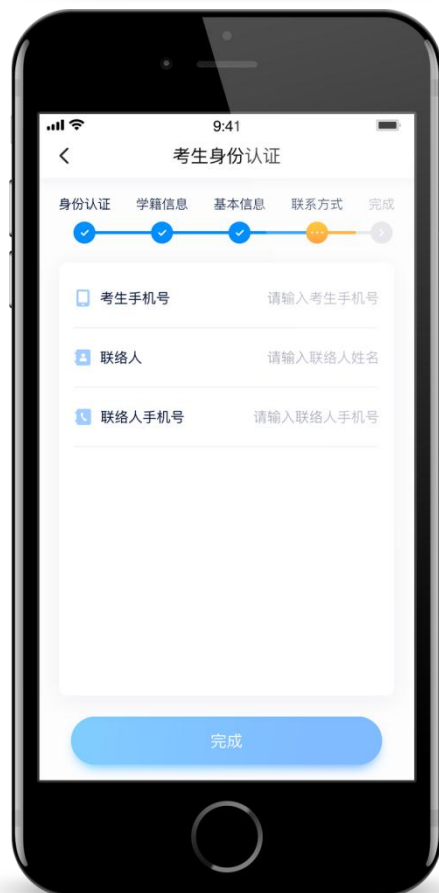 9:41
考生身份认证
身份认证 学籍信息 基本信息 联系方式 完成
考生手机号 请输入考生手机号
联络人 请输入联络人姓名
联络人手机号 请输入联络人手机号
完成